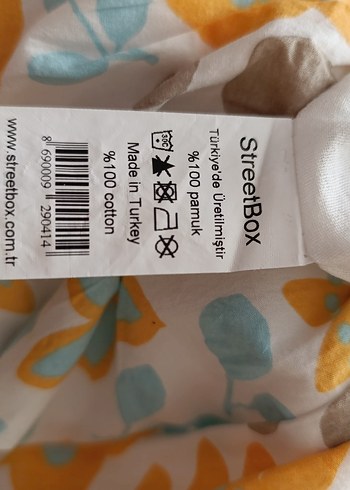 StreetBox
Türkiye'de Üretilmiştir
%100 pamuk
30C
Made in Turkey
%100 cotton
8 690009 290414
www.streetbox.com.tr